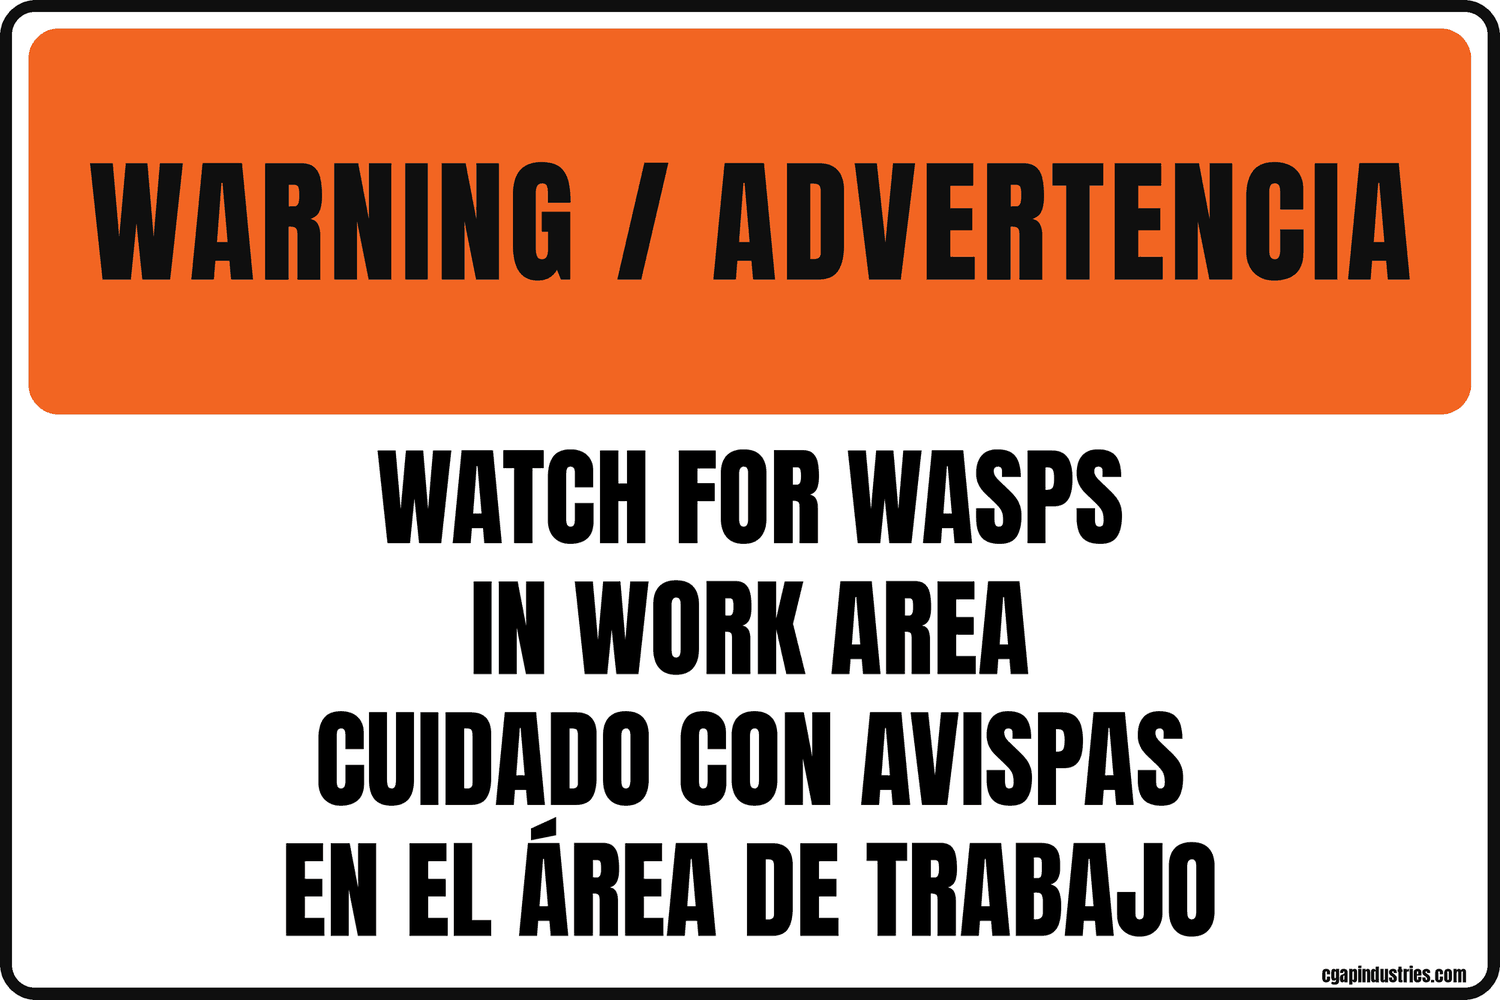 WARNING / ADVERTENCIA
WATCH FOR WASPS
IN WORK AREA
CUIDADO CON AVISPAS
EN EL ÁREA DE TRABAJO
cgapindustries.com